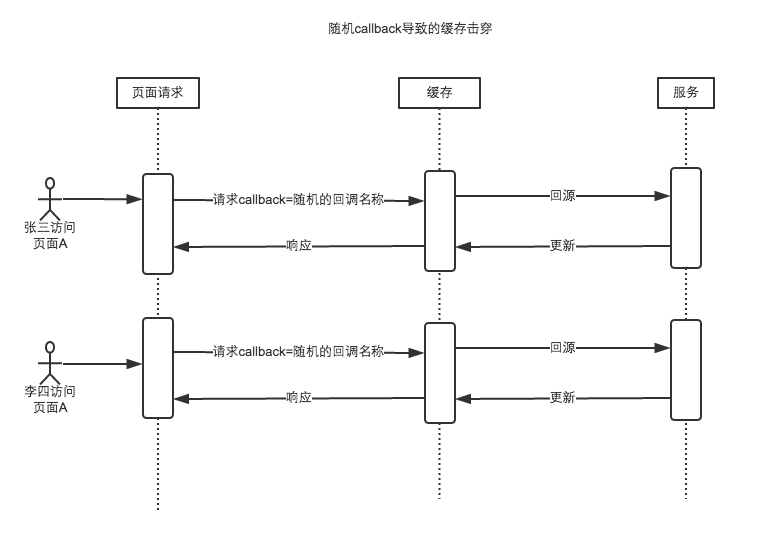 随机callback导致的缓存击穿
页面请求
缓存
服务
张三访问
页面A
请求callback=随机的回调名称
回源
响应
更新
李四访问
页面A
请求callback=随机的回调名称
回源
响应
更新